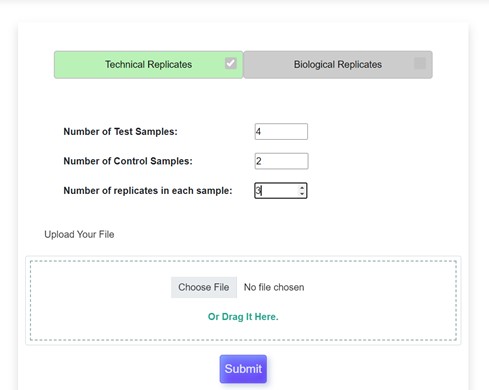 Technical Replicates Biological Replicates
Number of Test Samples: 4
Number of Control Samples: 2
Number of replicates in each sample: 3
Upload Your File
Choose File No file chosen
Or Drag It Here.
Submit